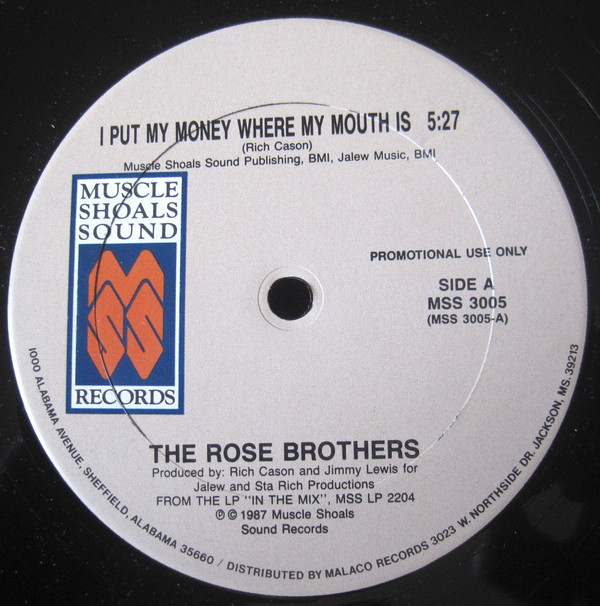 I PUT MY MONEY WHERE MY MOUTH IS 5:27
(Rich Cason)
Muscle Shoals Sound Publishing, BMI, Jalew Music, BMI
MUSCLE
SHOALS
SOUND
MSS
RECORDS
PROMOTIONAL USE ONLY
SIDE A
MSS 3005
(MSS 3005-A)
THE ROSE BROTHERS
Produced by: Rich Cason and Jimmy Lewis for
Jalew and Sta Rich Productions
FROM THE LP "IN THE MIX", MSS LP 2204
℗ © 1987 Muscle Shoals
Sound Records
1000 ALABAMA AVENUE, SHEFFIELD, ALABAMA 35660 / DISTRIBUTED BY MALACO RECORDS 3023 W. NORTHSIDE DR. JACKSON, MS. 39213